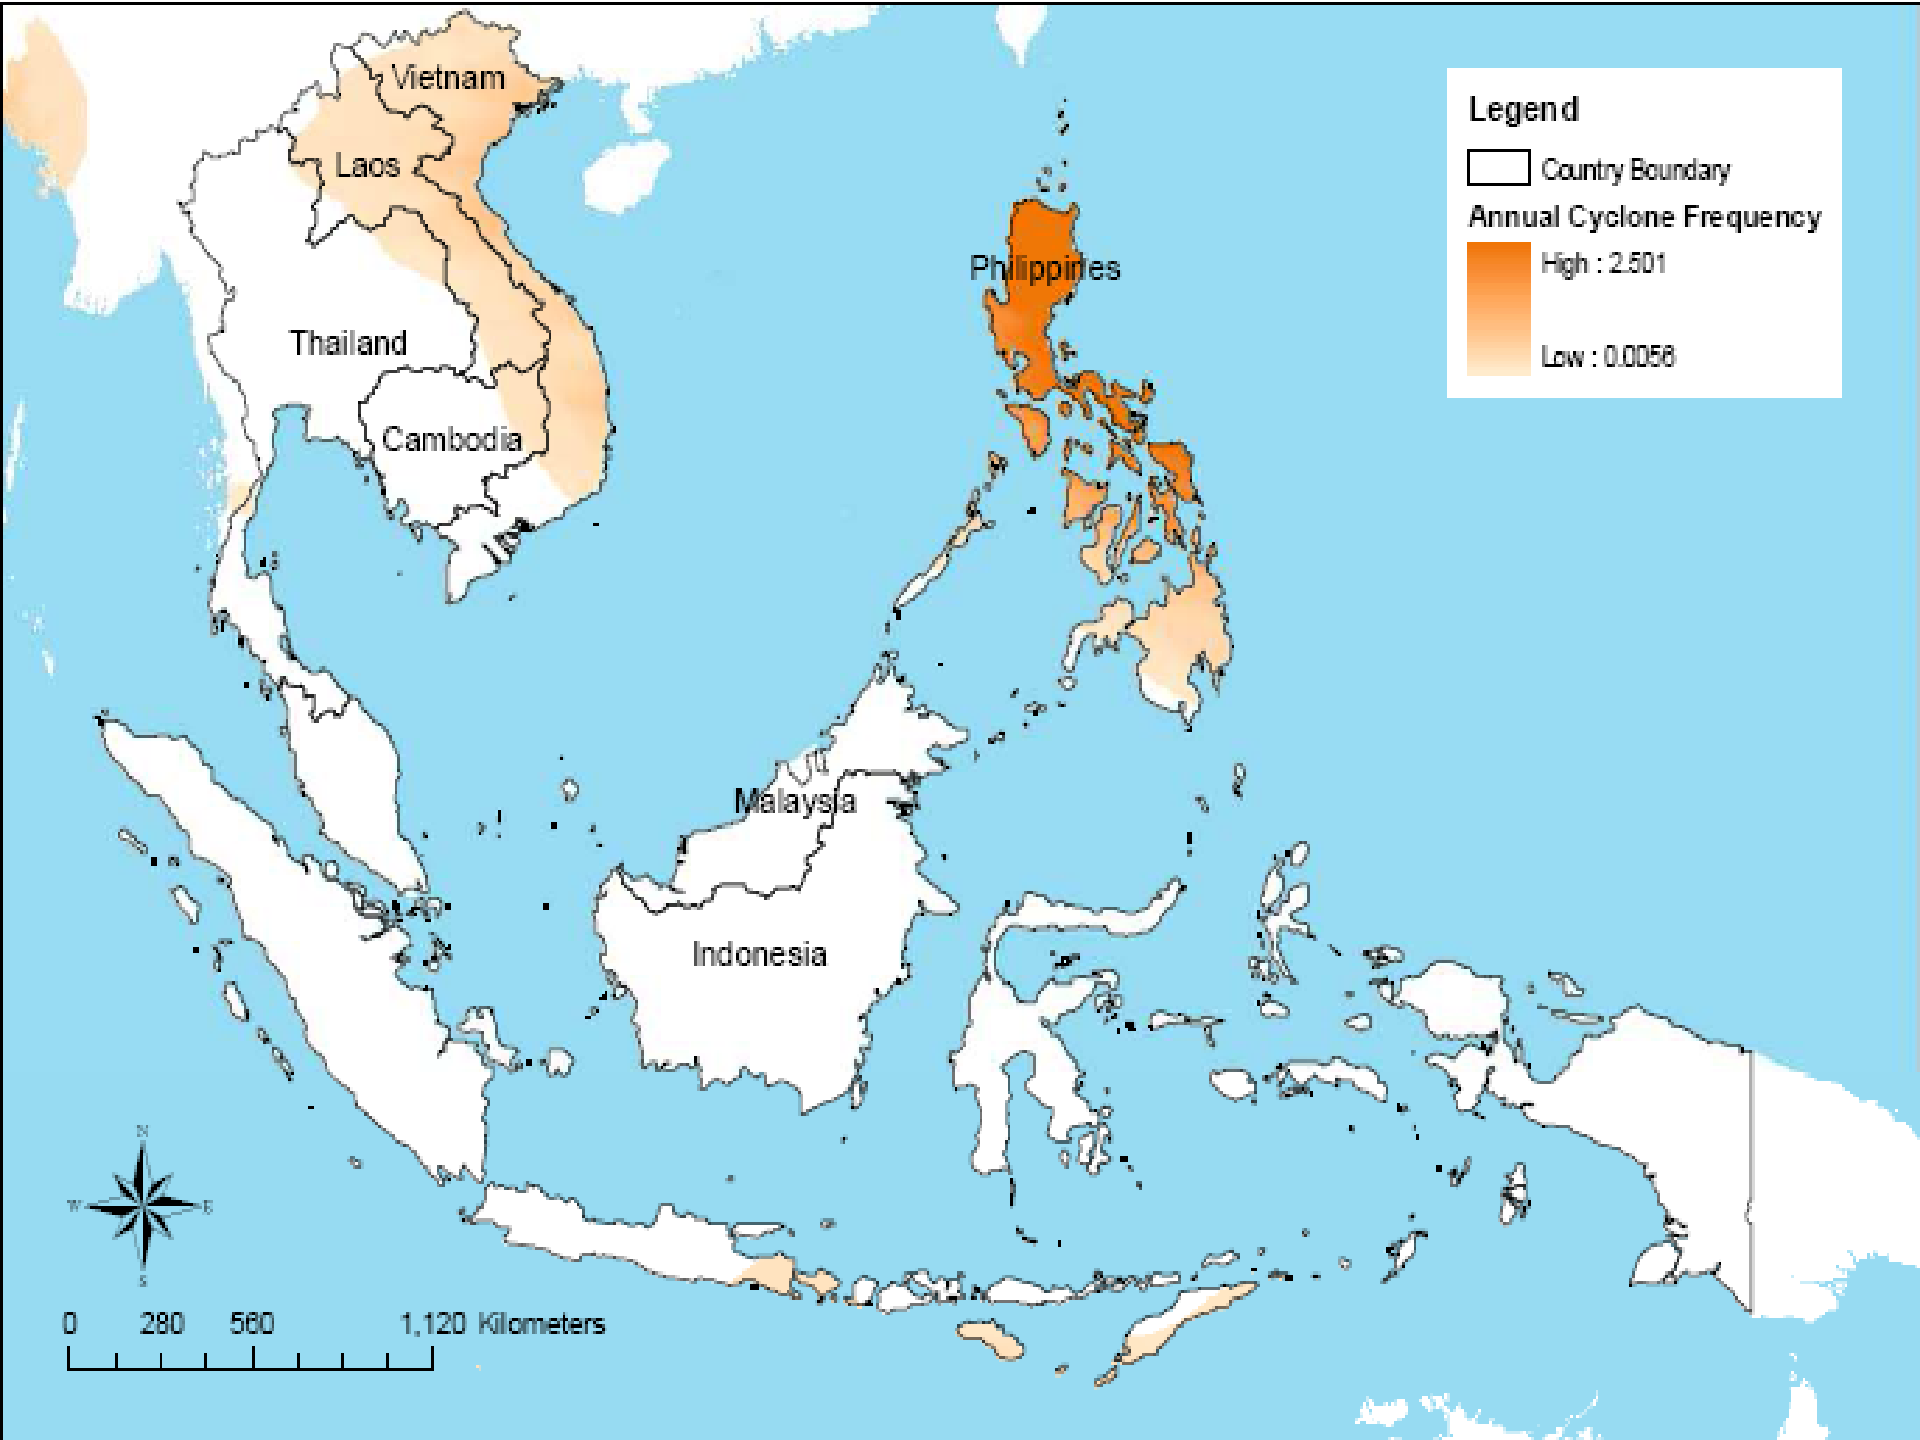 Vietnam
Laos
Thailand
Cambodia
Philippines
Malaysia
Indonesia
Legend
Country Boundary
Annual Cyclone Frequency
High : 2.501
Low : 0.0056
N
W
E
S
0 280 560 1,120 Kilometers